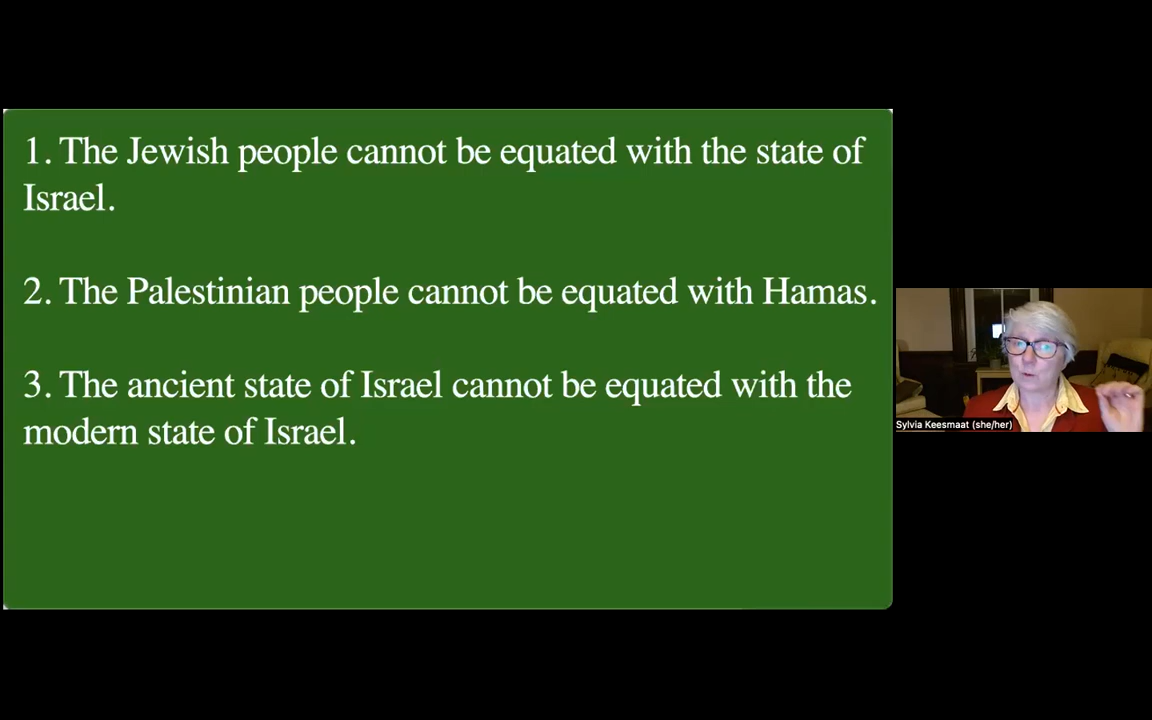 1. The Jewish people cannot be equated with the state of
Israel.
2. The Palestinian people cannot be equated with Hamas.
3. The ancient state of Israel cannot be equated with the
modern state of Israel.
Sylvia Keesmaat (she/her)